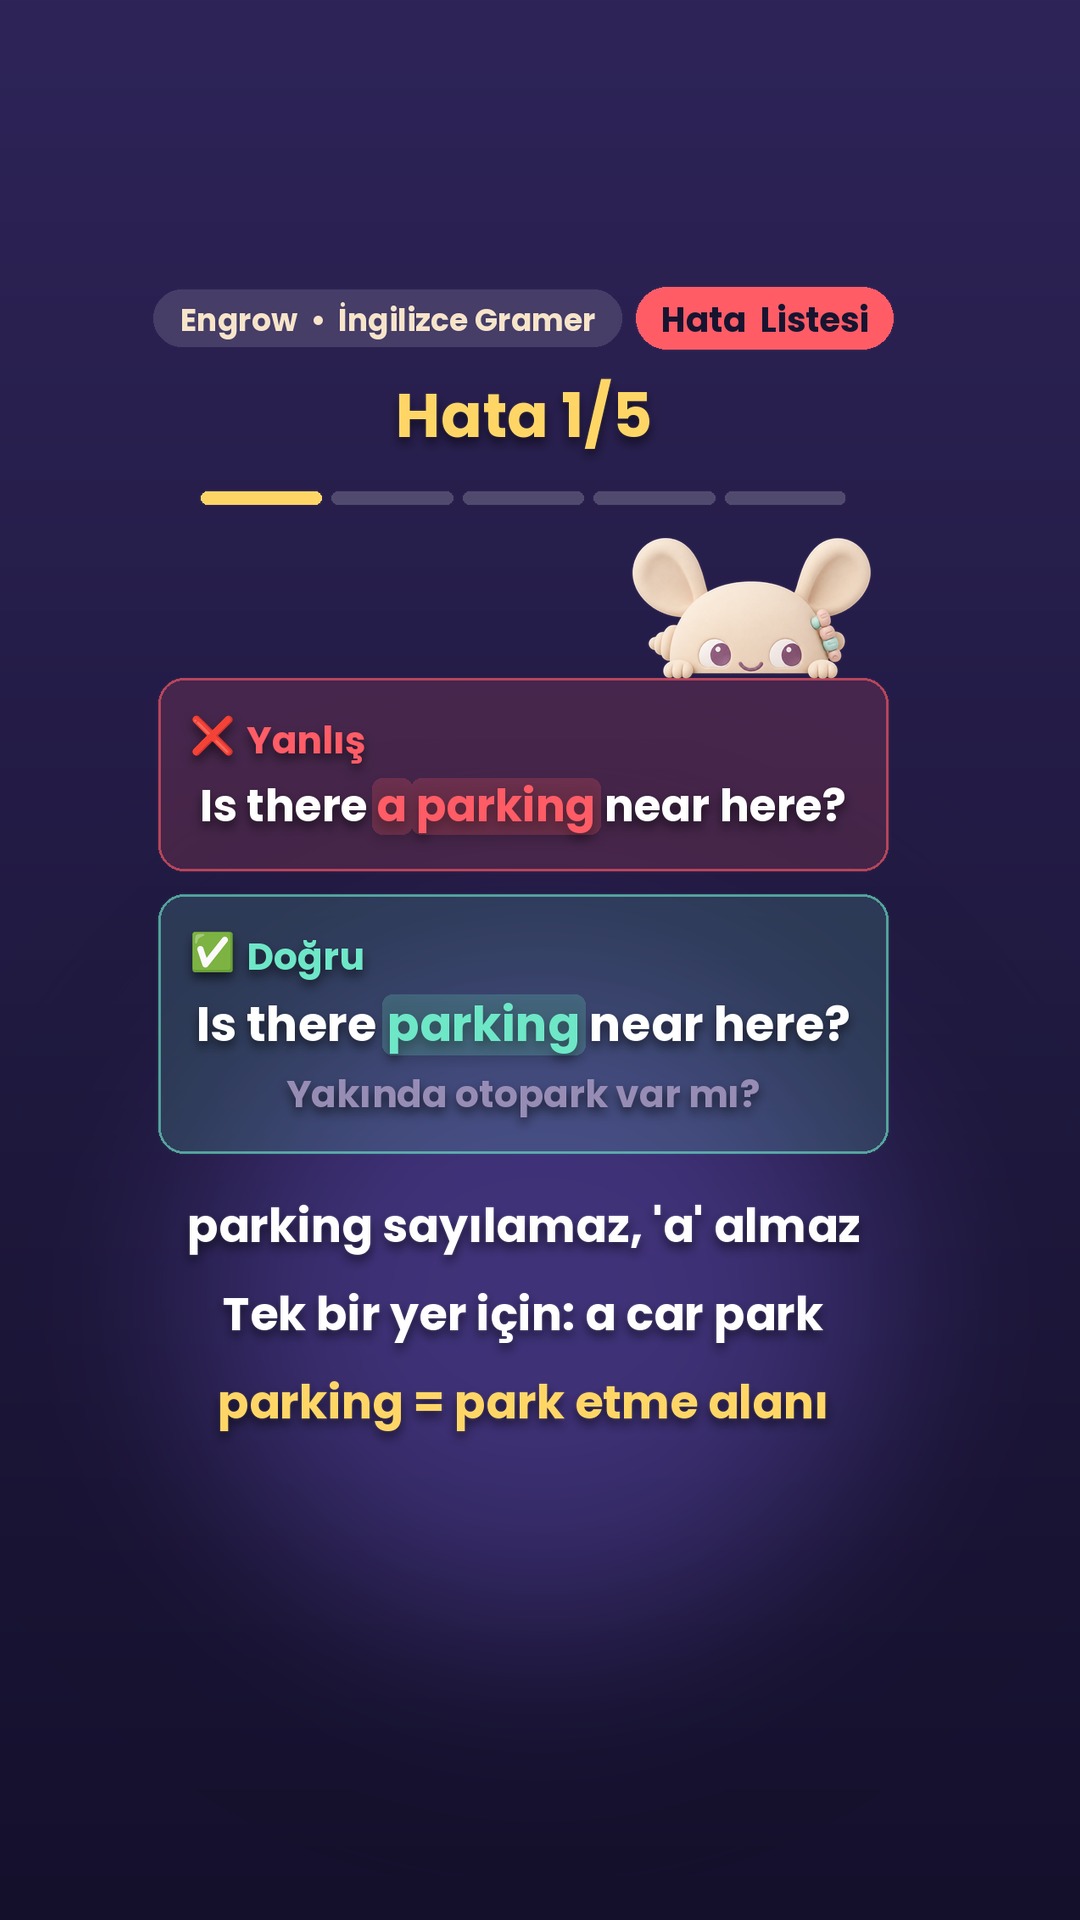 Engrow • İngilizce Gramer Hata Listesi
Hata 1/5
❌ Yanlış
Is there a parking near here?
✅ Doğru
Is there parking near here?
Yakında otopark var mı?
parking sayılamaz, 'a' almaz
Tek bir yer için: a car park
parking = park etme alanı